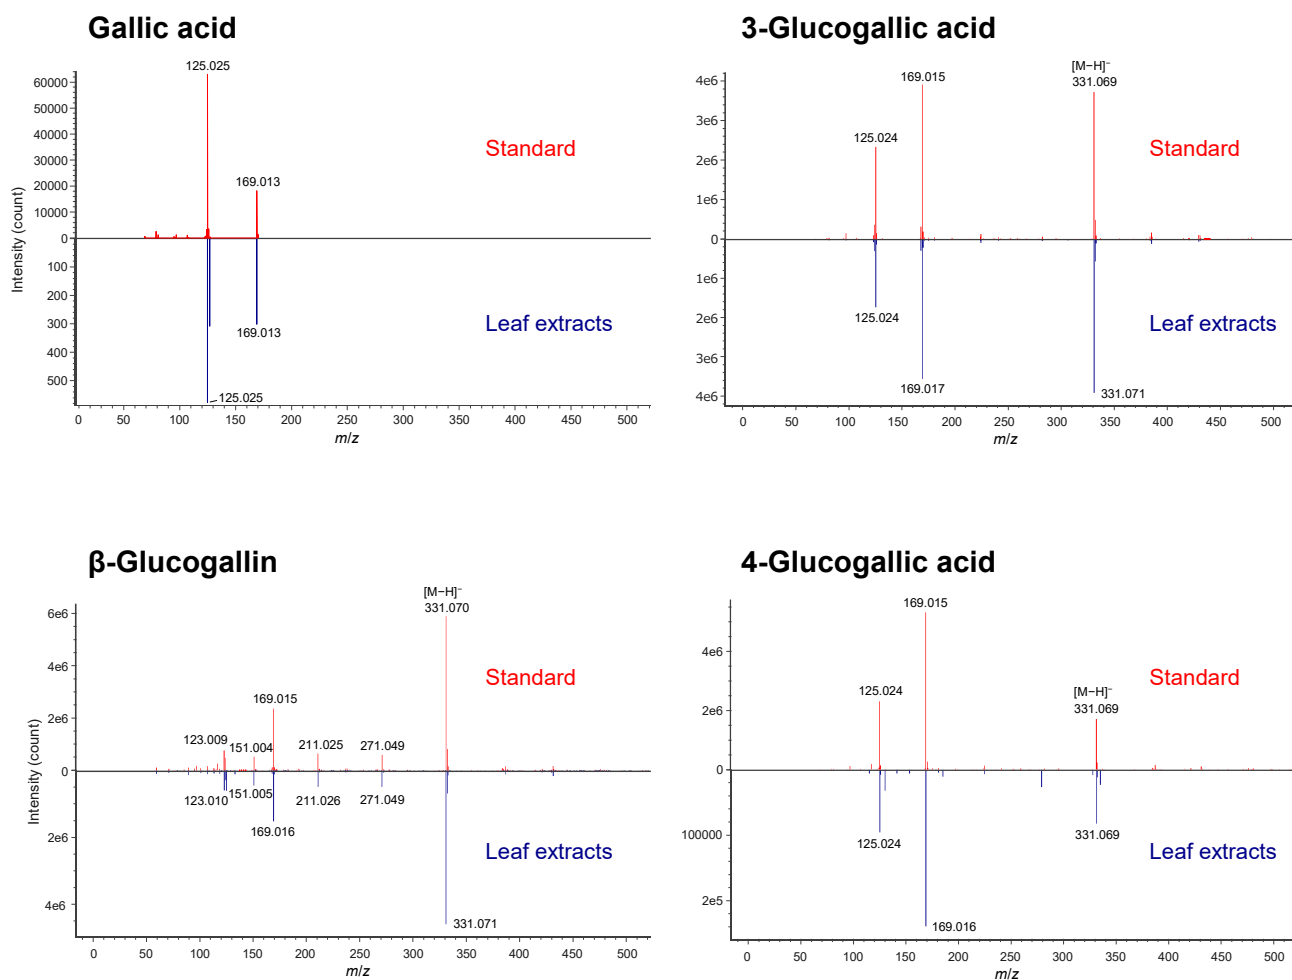 Gallic acid
125.025
60000
50000
40000
30000
20000
10000
0
100
200
300
400
500
169.013
Standard
Leaf extracts
169.013
125.025
Intensity (count)
0 50 100 150 200 250 300 350 400 450 500
m/z
3-Glucogallic acid
[M−H]⁻
331.069
169.015
125.024
4e6
3e6
2e6
1e6
0
1e6
2e6
3e6
4e6
Standard
Leaf extracts
125.024
169.017
331.071
0 50 100 150 200 250 300 350 400 450 500
m/z
β-Glucogallin
[M−H]⁻
331.070
6e6
4e6
2e6
0
2e6
4e6
Standard
169.015
123.009
151.004
211.025
271.049
123.010
151.005
211.026
271.049
169.016
Leaf extracts
331.071
Intensity (count)
0 50 100 150 200 250 300 350 400 450 500
m/z
4-Glucogallic acid
169.015
4e6
2e6
0
100000
2e5
125.024
[M−H]⁻
331.069
Standard
125.024
331.069
Leaf extracts
169.016
0 50 100 150 200 250 300 350 400 450 500
m/z